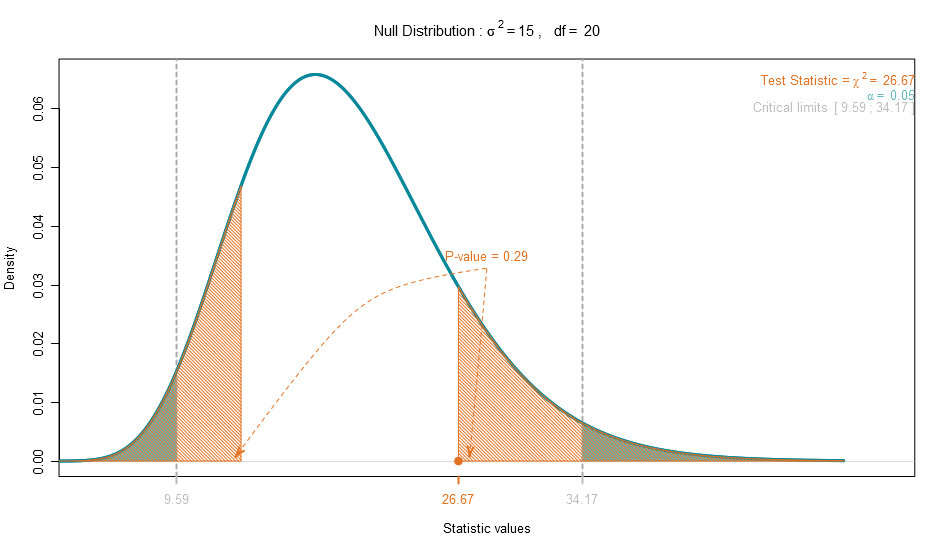 Null Distribution : σ² = 15 ,   df = 20
Test Statistic = χ² = 26.67
α = 0.05
Critical limits [ 9.59 ; 34.17 ]
P-value = 0.29
Density
0.06
0.05
0.04
0.03
0.02
0.01
0.00
9.59
26.67
34.17
Statistic values